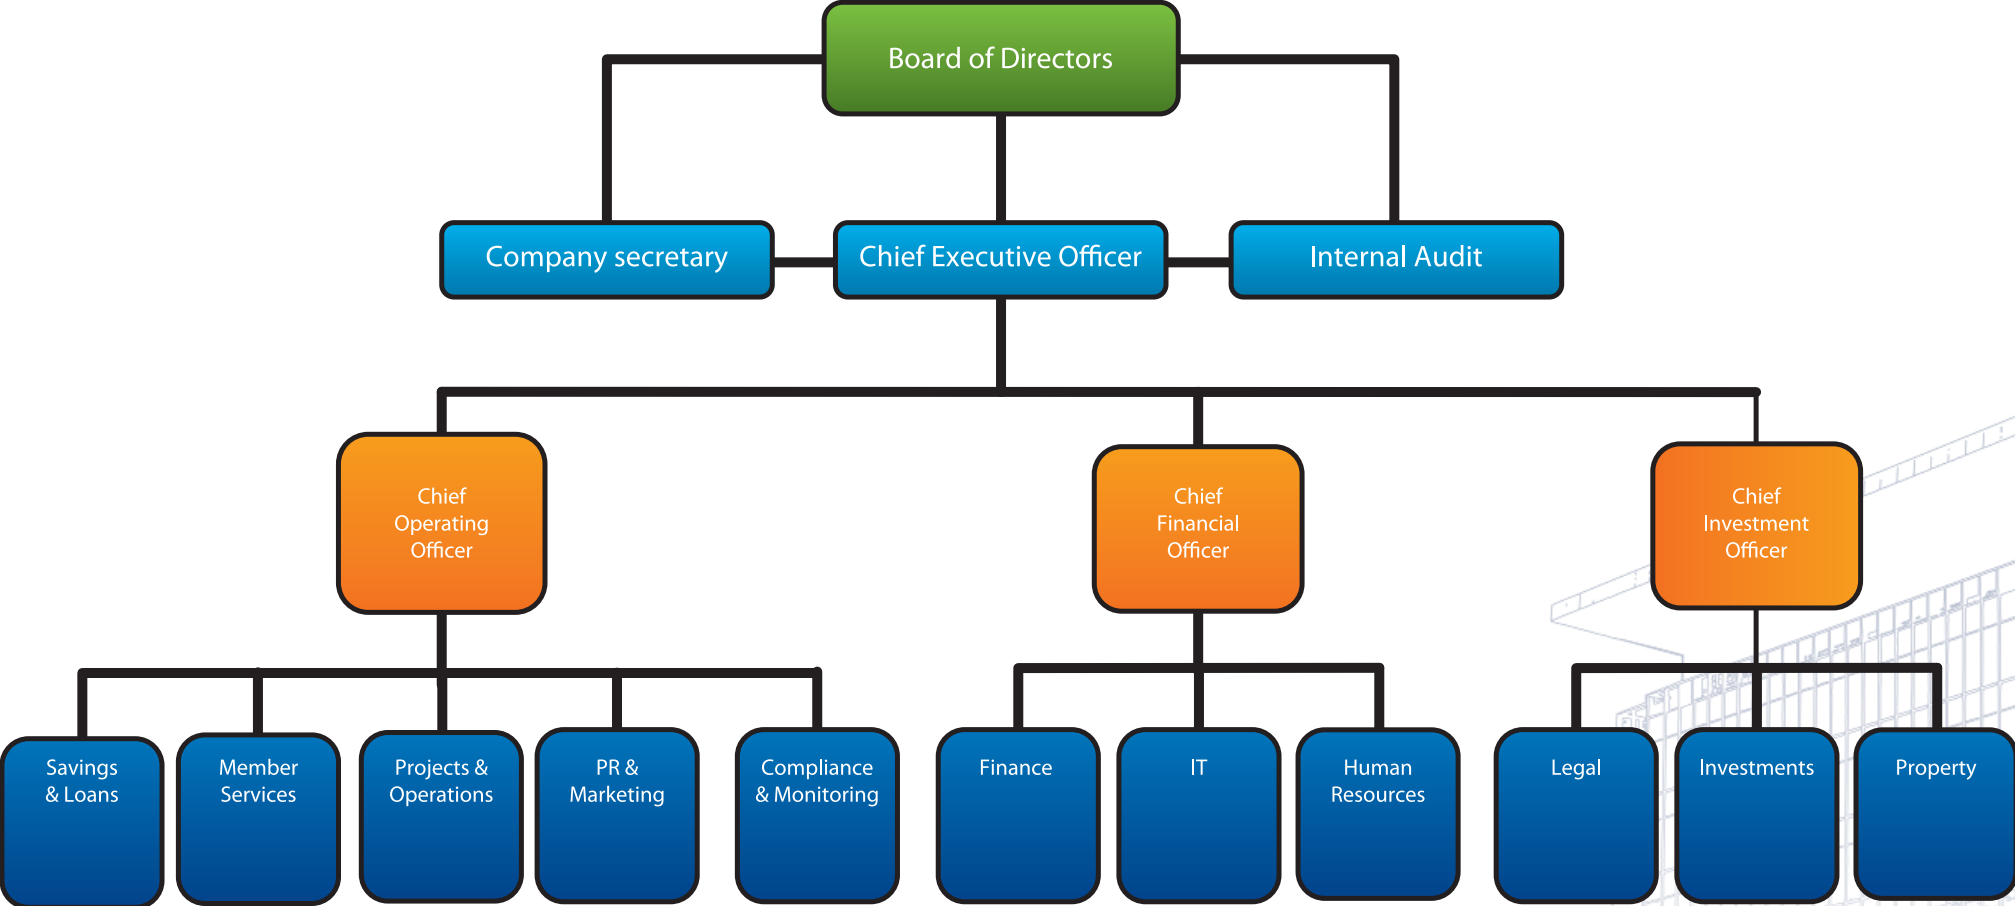 Board of Directors
Company secretary
Chief Executive Officer
Internal Audit
Chief
Operating
Officer
Chief
Financial
Officer
Chief
Investment
Officer
Savings
& Loans
Member
Services
Projects &
Operations
PR &
Marketing
Compliance
& Monitoring
Finance
IT
Human
Resources
Legal
Investments
Property